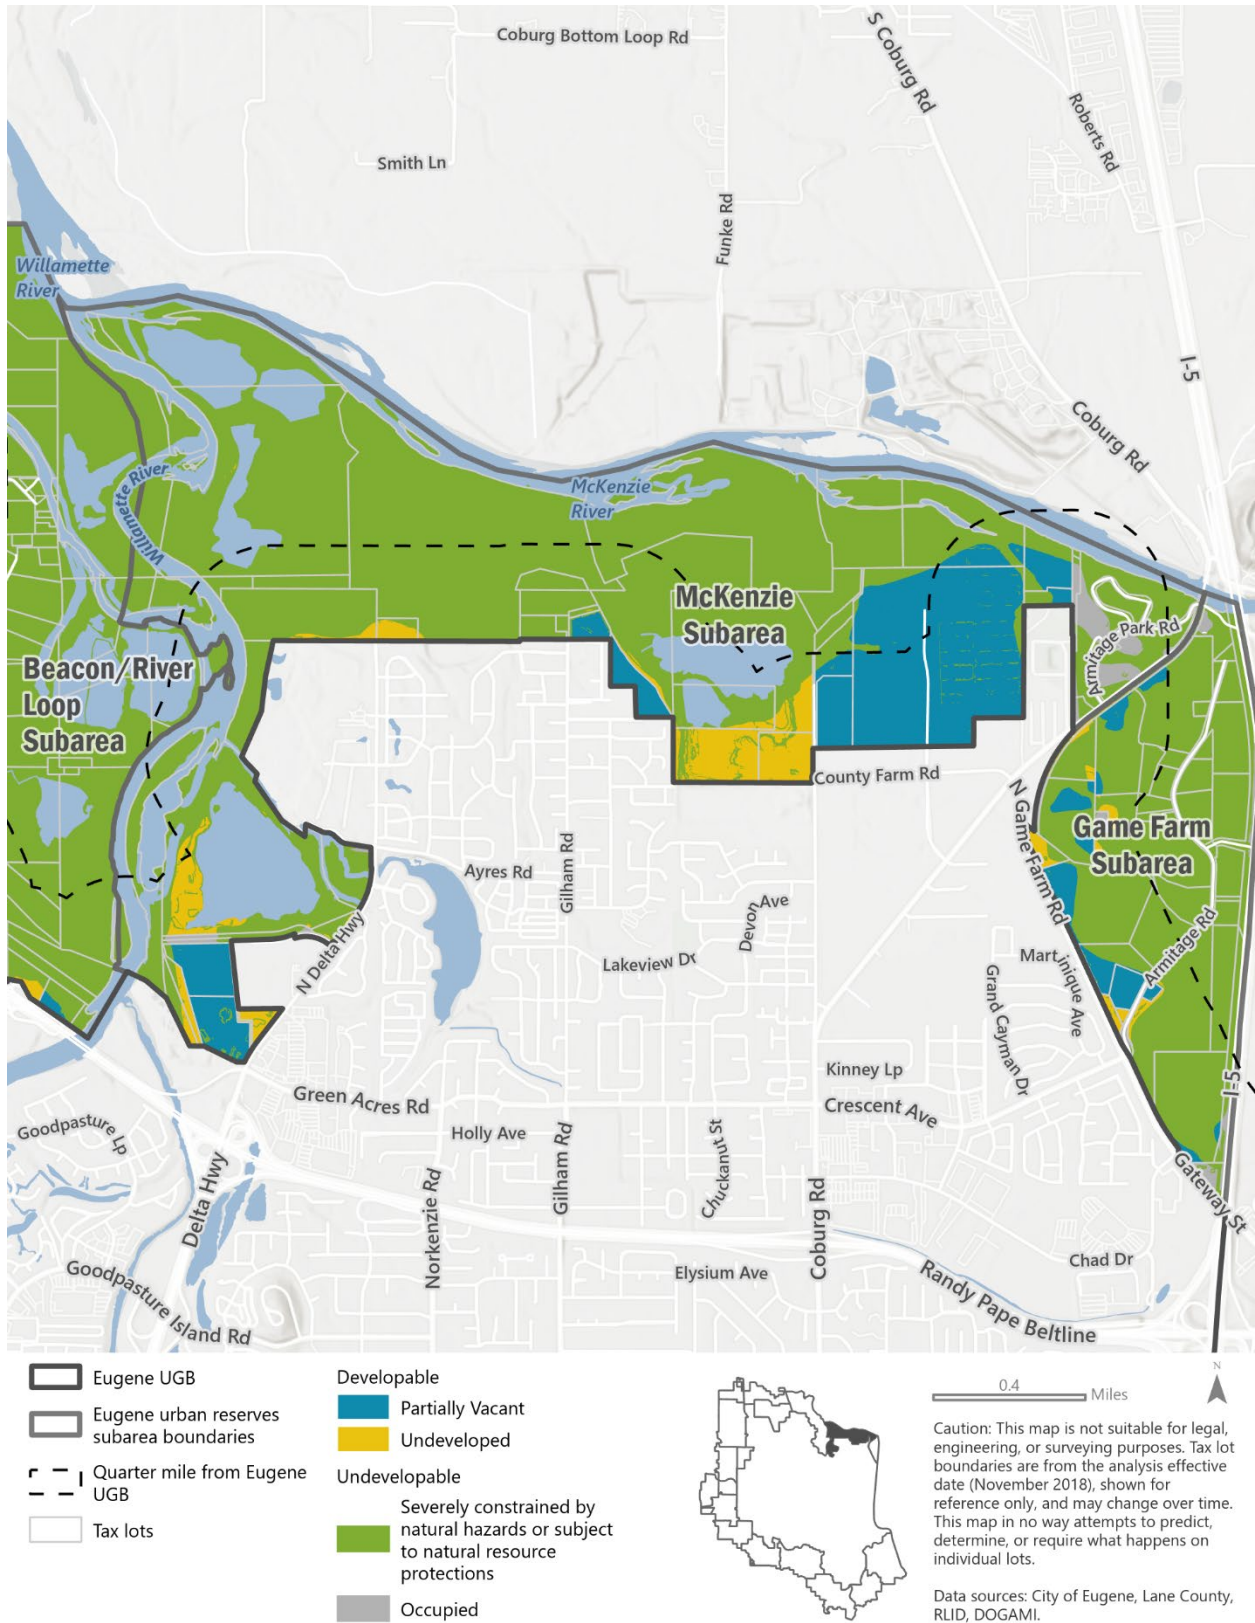 Coburg Bottom Loop Rd
S Coburg Rd
Roberts Rd
Smith Ln
Funke Rd
Willamette
River
I-5
Coburg Rd
Willamette River
McKenzie
River
McKenzie
Subarea
Armitage Park Rd
Beacon/River
Loop
Subarea
County Farm Rd
N Game Farm Rd
Game Farm
Subarea
Ayres Rd
Gilham Rd
Devon Ave
N Delta Hwy
Lakeview Dr
Martinique Ave
Armitage Rd
Grand Cayman Dr
Kinney Lp
I-5
Green Acres Rd
Crescent Ave
Goodpasture Lp
Holly Ave
Gilham Rd
Chuckanut St
Gateway St
Delta Hwy
Norkenzie Rd
Coburg Rd
Chad Dr
Elysium Ave
Goodpasture Island Rd
Randy Pape Beltline
Eugene UGB
Eugene urban reserves
subarea boundaries
Quarter mile from Eugene
UGB
Tax lots
Developable
Partially Vacant
Undeveloped
Undevelopable
Severely constrained by
natural hazards or subject
to natural resource
protections
Occupied
0.4
Miles
N
Caution: This map is not suitable for legal,
engineering, or surveying purposes. Tax lot
boundaries are from the analysis effective
date (November 2018), shown for
reference only, and may change over time.
This map in no way attempts to predict,
determine, or require what happens on
individual lots.
Data sources: City of Eugene, Lane County,
RLID, DOGAMI.